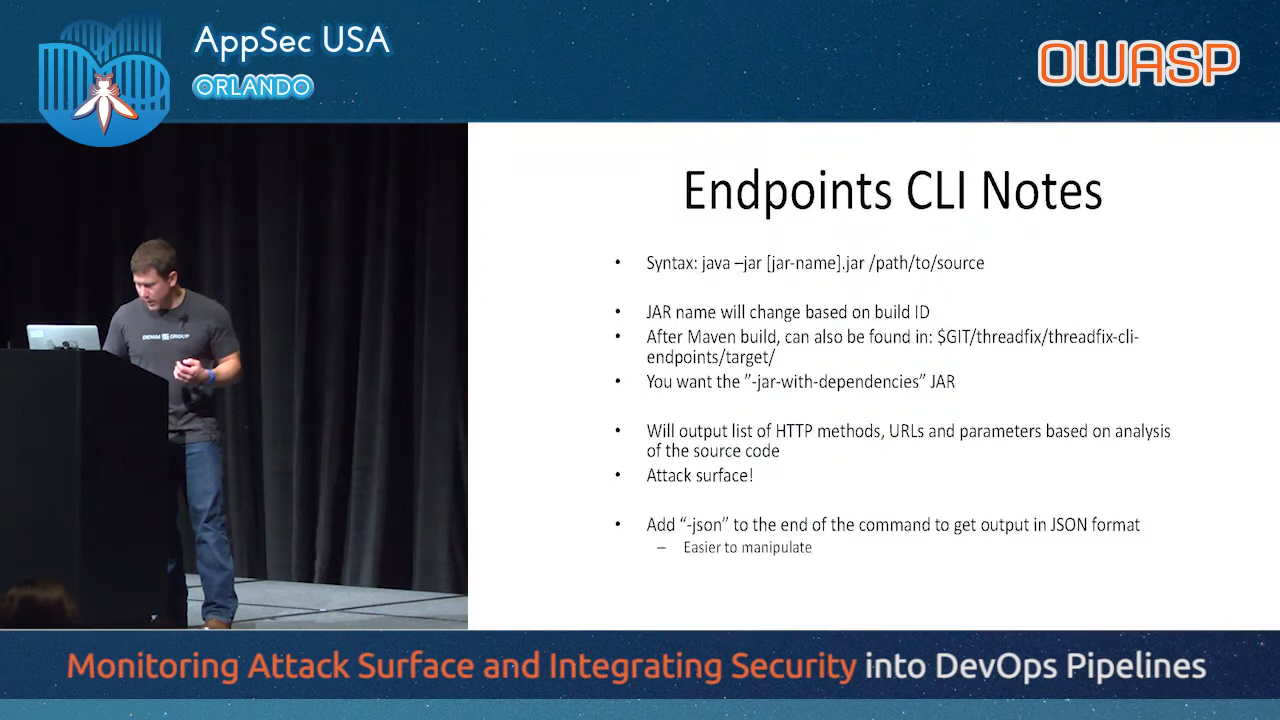 AppSec USA
ORLANDO
OWASP
DENIM GROUP
Endpoints CLI Notes
• Syntax: java –jar [jar-name].jar /path/to/source
• JAR name will change based on build ID
• After Maven build, can also be found in: $GIT/threadfix/threadfix-cli-
endpoints/target/
• You want the ”-jar-with-dependencies” JAR
• Will output list of HTTP methods, URLs and parameters based on analysis
of the source code
• Attack surface!
• Add “-json” to the end of the command to get output in JSON format
– Easier to manipulate
Monitoring Attack Surface and Integrating Security into DevOps Pipelines